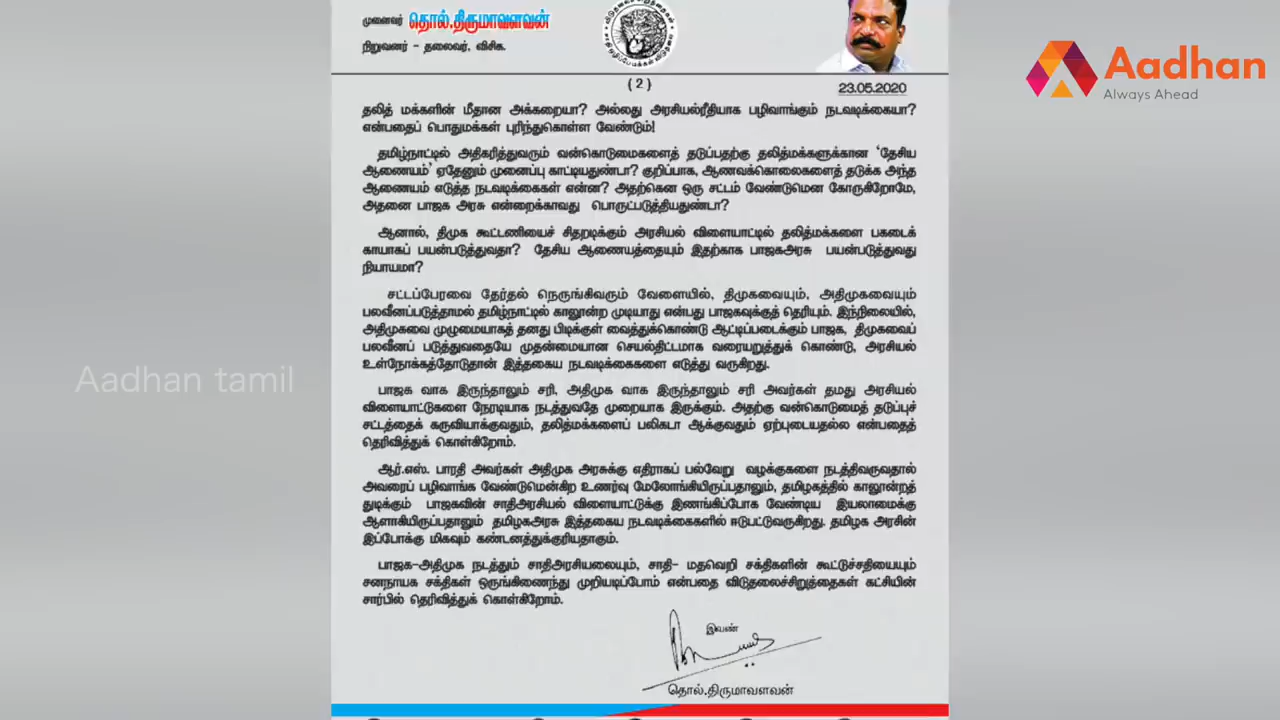 முனைவர் தொல்.திருமாவளவன்
நிறுவனர் - தலைவர், விசிக.
Aadhan
Always Ahead
( 2 )
23.05.2020
தலித் மக்களின் மீதான அக்கறையா? அல்லது அரசியல்ரீதியாக பழிவாங்கும் நடவடிக்கையா?
என்பதைப் பொதுமக்கள் புரிந்துகொள்ள வேண்டும்!
தமிழ்நாட்டில் அதிகரித்துவரும் வன்கொடுமைகளைத் தடுப்பதற்கு தலித்மக்களுக்கான 'தேசிய
ஆணையம்' ஏதேனும் முனைப்பு காட்டியதுண்டா? குறிப்பாக, ஆணவக்கொலைகளைத் தடுக்க அந்த
ஆணையம் எடுத்த நடவடிக்கைகள் என்ன? அதற்கென ஒரு சட்டம் வேண்டுமென கோருகிறோமே,
அதனை பாஜக அரசு என்றைக்காவது பொருட்படுத்தியதுண்டா?
ஆனால், திமுக கூட்டணியைச் சிதறடிக்கும் அரசியல் விளையாட்டில் தலித்மக்களை பகடைக்
காயாகப் பயன்படுத்துவதா? தேசிய ஆணையத்தையும் இதற்காக பாஜகஅரசு பயன்படுத்துவது
நியாயமா?
சட்டப்பேரவை தேர்தல் நெருங்கிவரும் வேளையில், திமுகவையும், அதிமுகவையும்
பலவீனப்படுத்தாமல் தமிழ்நாட்டில் காலூன்ற முடியாது என்பது பாஜகவுக்குத் தெரியும். இந்நிலையில்,
அதிமுகவை முழுமையாகத் தனது பிடிக்குள் வைத்துக்கொண்டு ஆட்டிப்படைக்கும் பாஜக, திமுகவைப்
பலவீனப் படுத்துவதையே முதன்மையான செயல்திட்டமாக வரையறுத்துக் கொண்டு, அரசியல்
உள்நோக்கத்தோடுதான் இத்தகைய நடவடிக்கைகளை எடுத்து வருகிறது.
Aadhan tamil
பாஜக வாக இருந்தாலும் சரி, அதிமுக வாக இருந்தாலும் சரி அவர்கள் தமது அரசியல்
விளையாட்டுகளை நேரடியாக நடத்துவதே முறையாக இருக்கும். அதற்கு வன்கொடுமைத் தடுப்புச்
சட்டத்தைக் கருவியாக்குவதும், தலித்மக்களைப் பலிகடா ஆக்குவதும் ஏற்புடையதல்ல என்பதைத்
தெரிவித்துக் கொள்கிறோம்.
ஆர்.எஸ். பாரதி அவர்கள் அதிமுக அரசுக்கு எதிராகப் பல்வேறு வழக்குகளை நடத்திவருவதால்
அவரைப் பழிவாங்க வேண்டுமென்கிற உணர்வு மேலோங்கியிருப்பதாலும், தமிழகத்தில் காலூன்றத்
துடிக்கும் பாஜகவின் சாதிஅரசியல் விளையாட்டுக்கு இணங்கிப்போக வேண்டிய இயலாமைக்கு
ஆளாகியிருப்பதாலும் தமிழகஅரசு இத்தகைய நடவடிக்கைகளில் ஈடுபட்டுவருகிறது. தமிழக அரசின்
இப்போக்கு மிகவும் கண்டனத்துக்குரியதாகும்.
பாஜக-அதிமுக நடத்தும் சாதிஅரசியலையும், சாதி- மதவெறி சக்திகளின் கூட்டுச்சதியையும்
சனநாயக சக்திகள் ஒருங்கிணைந்து முறியடிப்போம் என்பதை விடுதலைச்சிறுத்தைகள் கட்சியின்
சார்பில் தெரிவித்துக் கொள்கிறோம்.
இவண்
தொல்.திருமாவளவன்